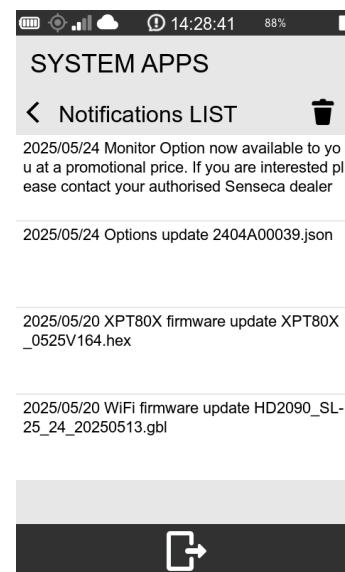 14:28:41 88%
SYSTEM APPS
Notifications LIST
2025/05/24 Monitor Option now available to yo
u at a promotional price. If you are interested pl
ease contact your authorised Senseca dealer
2025/05/24 Options update 2404A00039.json
2025/05/20 XPT80X firmware update XPT80X
_0525V164.hex
2025/05/20 WiFi firmware update HD2090_SL-
25_24_20250513.gbl